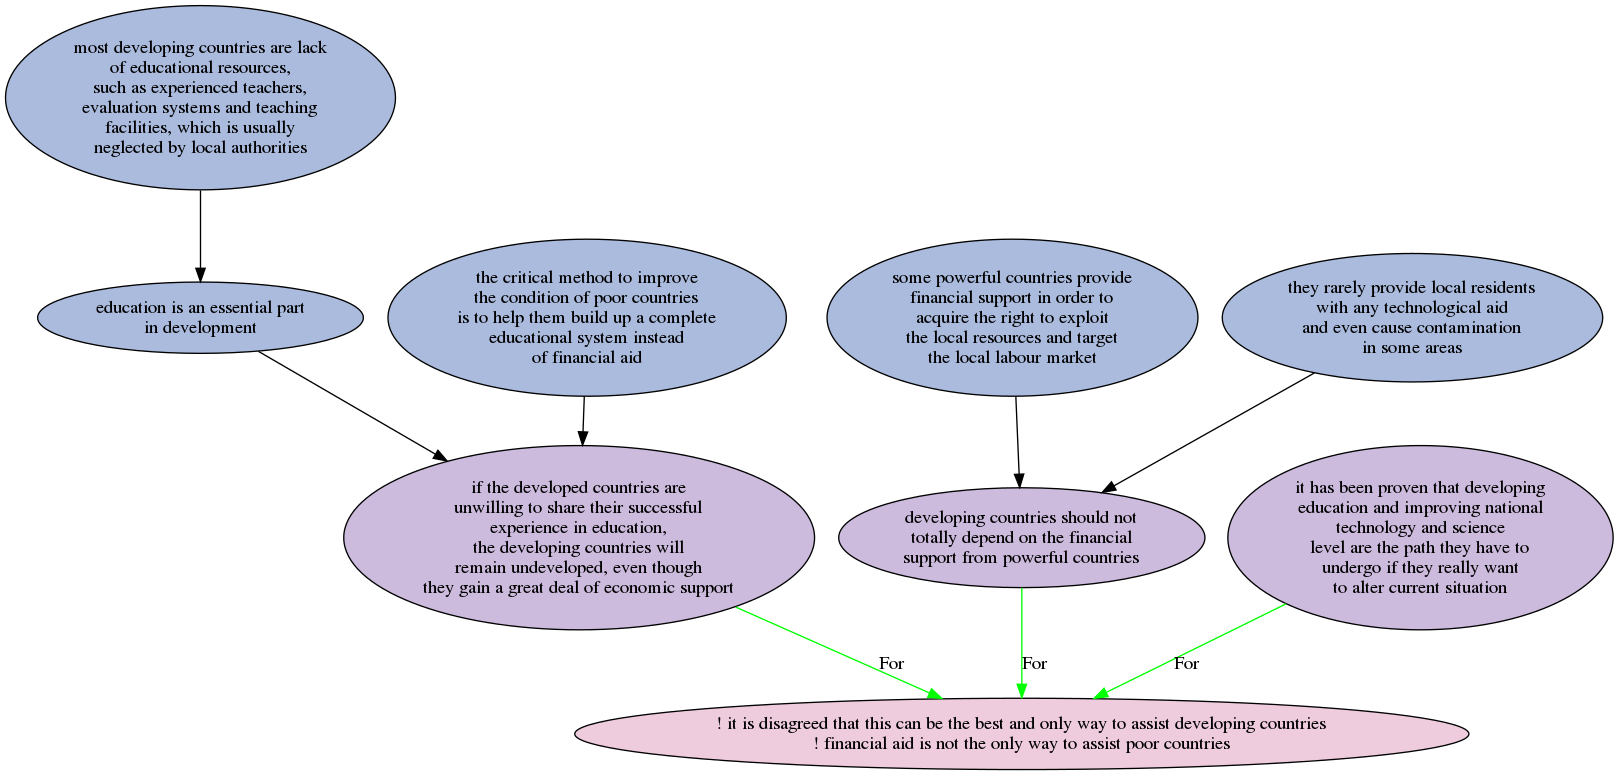 most developing countries are lack
of educational resources,
such as experienced teachers,
evaluation systems and teaching
facilities, which is usually
neglected by local authorities
education is an essential part
in development
the critical method to improve
the condition of poor countries
is to help them build up a complete
educational system instead
of financial aid
some powerful countries provide
financial support in order to
acquire the right to exploit
the local resources and target
the local labour market
they rarely provide local residents
with any technological aid
and even cause contamination
in some areas
if the developed countries are
unwilling to share their successful
experience in education,
the developing countries will
remain undeveloped, even though
they gain a great deal of economic support
developing countries should not
totally depend on the financial
support from powerful countries
it has been proven that developing
education and improving national
technology and science
level are the path they have to
undergo if they really want
to alter current situation
For
For
For
! it is disagreed that this can be the best and only way to assist developing countries
! financial aid is not the only way to assist poor countries